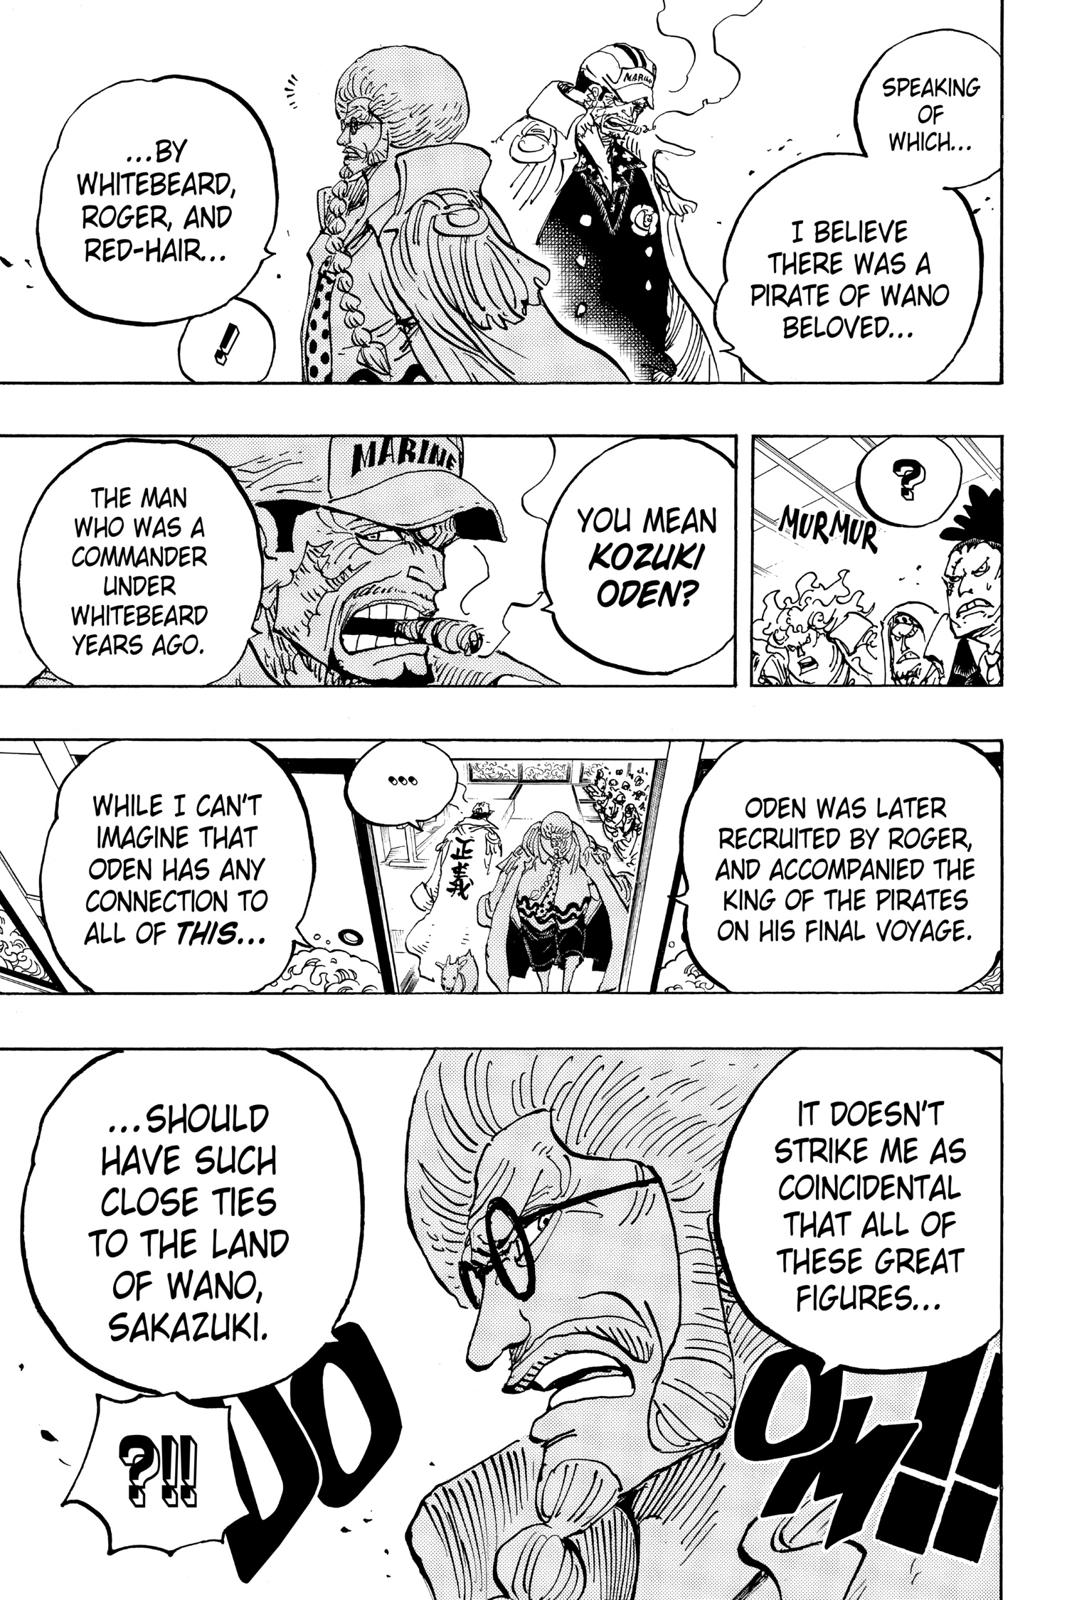 SPEAKING
OF
WHICH...
I BELIEVE
THERE WAS A
PIRATE OF WANO
BELOVED...
MARINE
...BY
WHITEBEARD,
ROGER, AND
RED-HAIR...
!
?
MURMUR
YOU MEAN
KOZUKI
ODEN?
MARINE
THE MAN
WHO WAS A
COMMANDER
UNDER
WHITEBEARD
YEARS AGO.
ODEN WAS LATER
RECRUITED BY ROGER,
AND ACCOMPANIED THE
KING OF THE PIRATES
ON HIS FINAL VOYAGE.
...
正義
WHILE I CAN'T
IMAGINE THAT
ODEN HAS ANY
CONNECTION TO
ALL OF THIS...
IT DOESN'T
STRIKE ME AS
COINCIDENTAL
THAT ALL OF
THESE GREAT
FIGURES...
...SHOULD
HAVE SUCH
CLOSE TIES
TO THE LAND
OF WANO,
SAKAZUKI.
DOOM!!
?!!